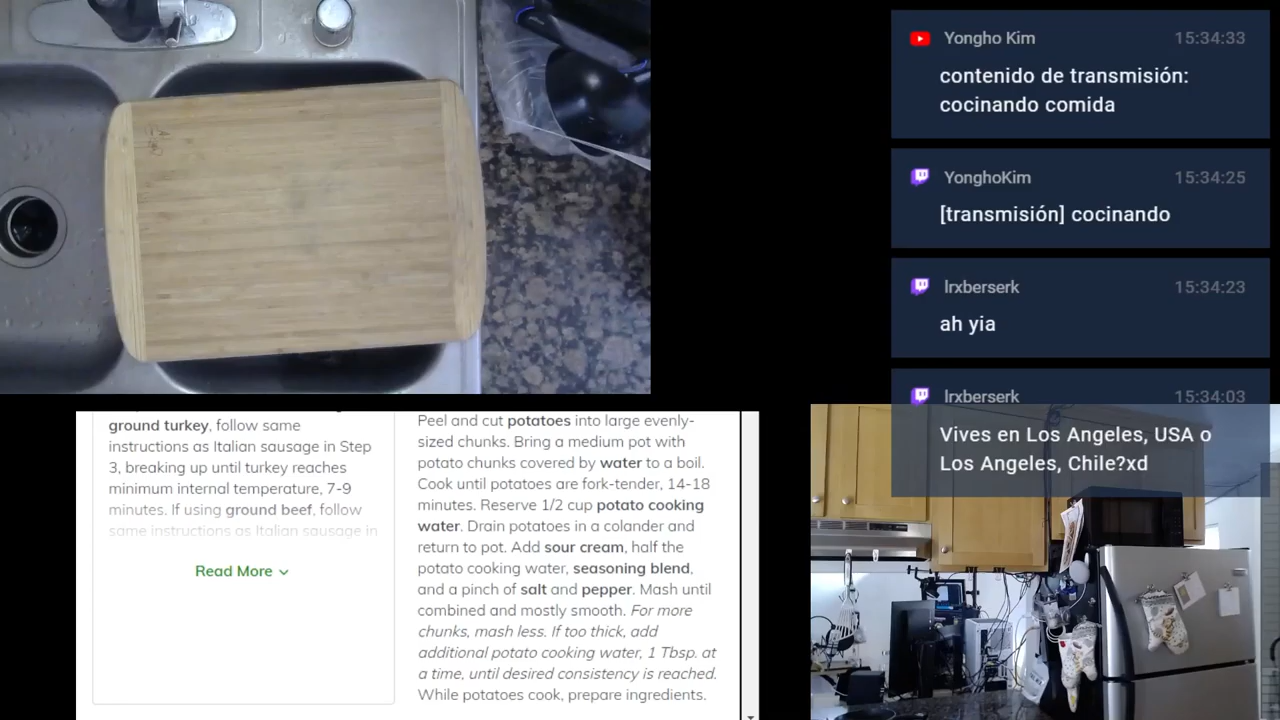 Yongho Kim 15:34:33
contenido de transmisión:
cocinando comida
YonghoKim 15:34:25
[transmisión] cocinando
lrxberserk 15:34:23
ah yia
lrxberserk 15:34:03
Vives en Los Angeles, USA o
Los Angeles, Chile?xd
ground turkey, follow same
instructions as Italian sausage in Step
3, breaking up until turkey reaches
minimum internal temperature, 7-9
minutes. If using ground beef, follow
same instructions as Italian sausage in
Read More
Peel and cut potatoes into large evenly-
sized chunks. Bring a medium pot with
potato chunks covered by water to a boil.
Cook until potatoes are fork-tender, 14-18
minutes. Reserve 1/2 cup potato cooking
water. Drain potatoes in a colander and
return to pot. Add sour cream, half the
potato cooking water, seasoning blend,
and a pinch of salt and pepper. Mash until
combined and mostly smooth. For more
chunks, mash less. If too thick, add
additional potato cooking water, 1 Tbsp. at
a time, until desired consistency is reached.
While potatoes cook, prepare ingredients.